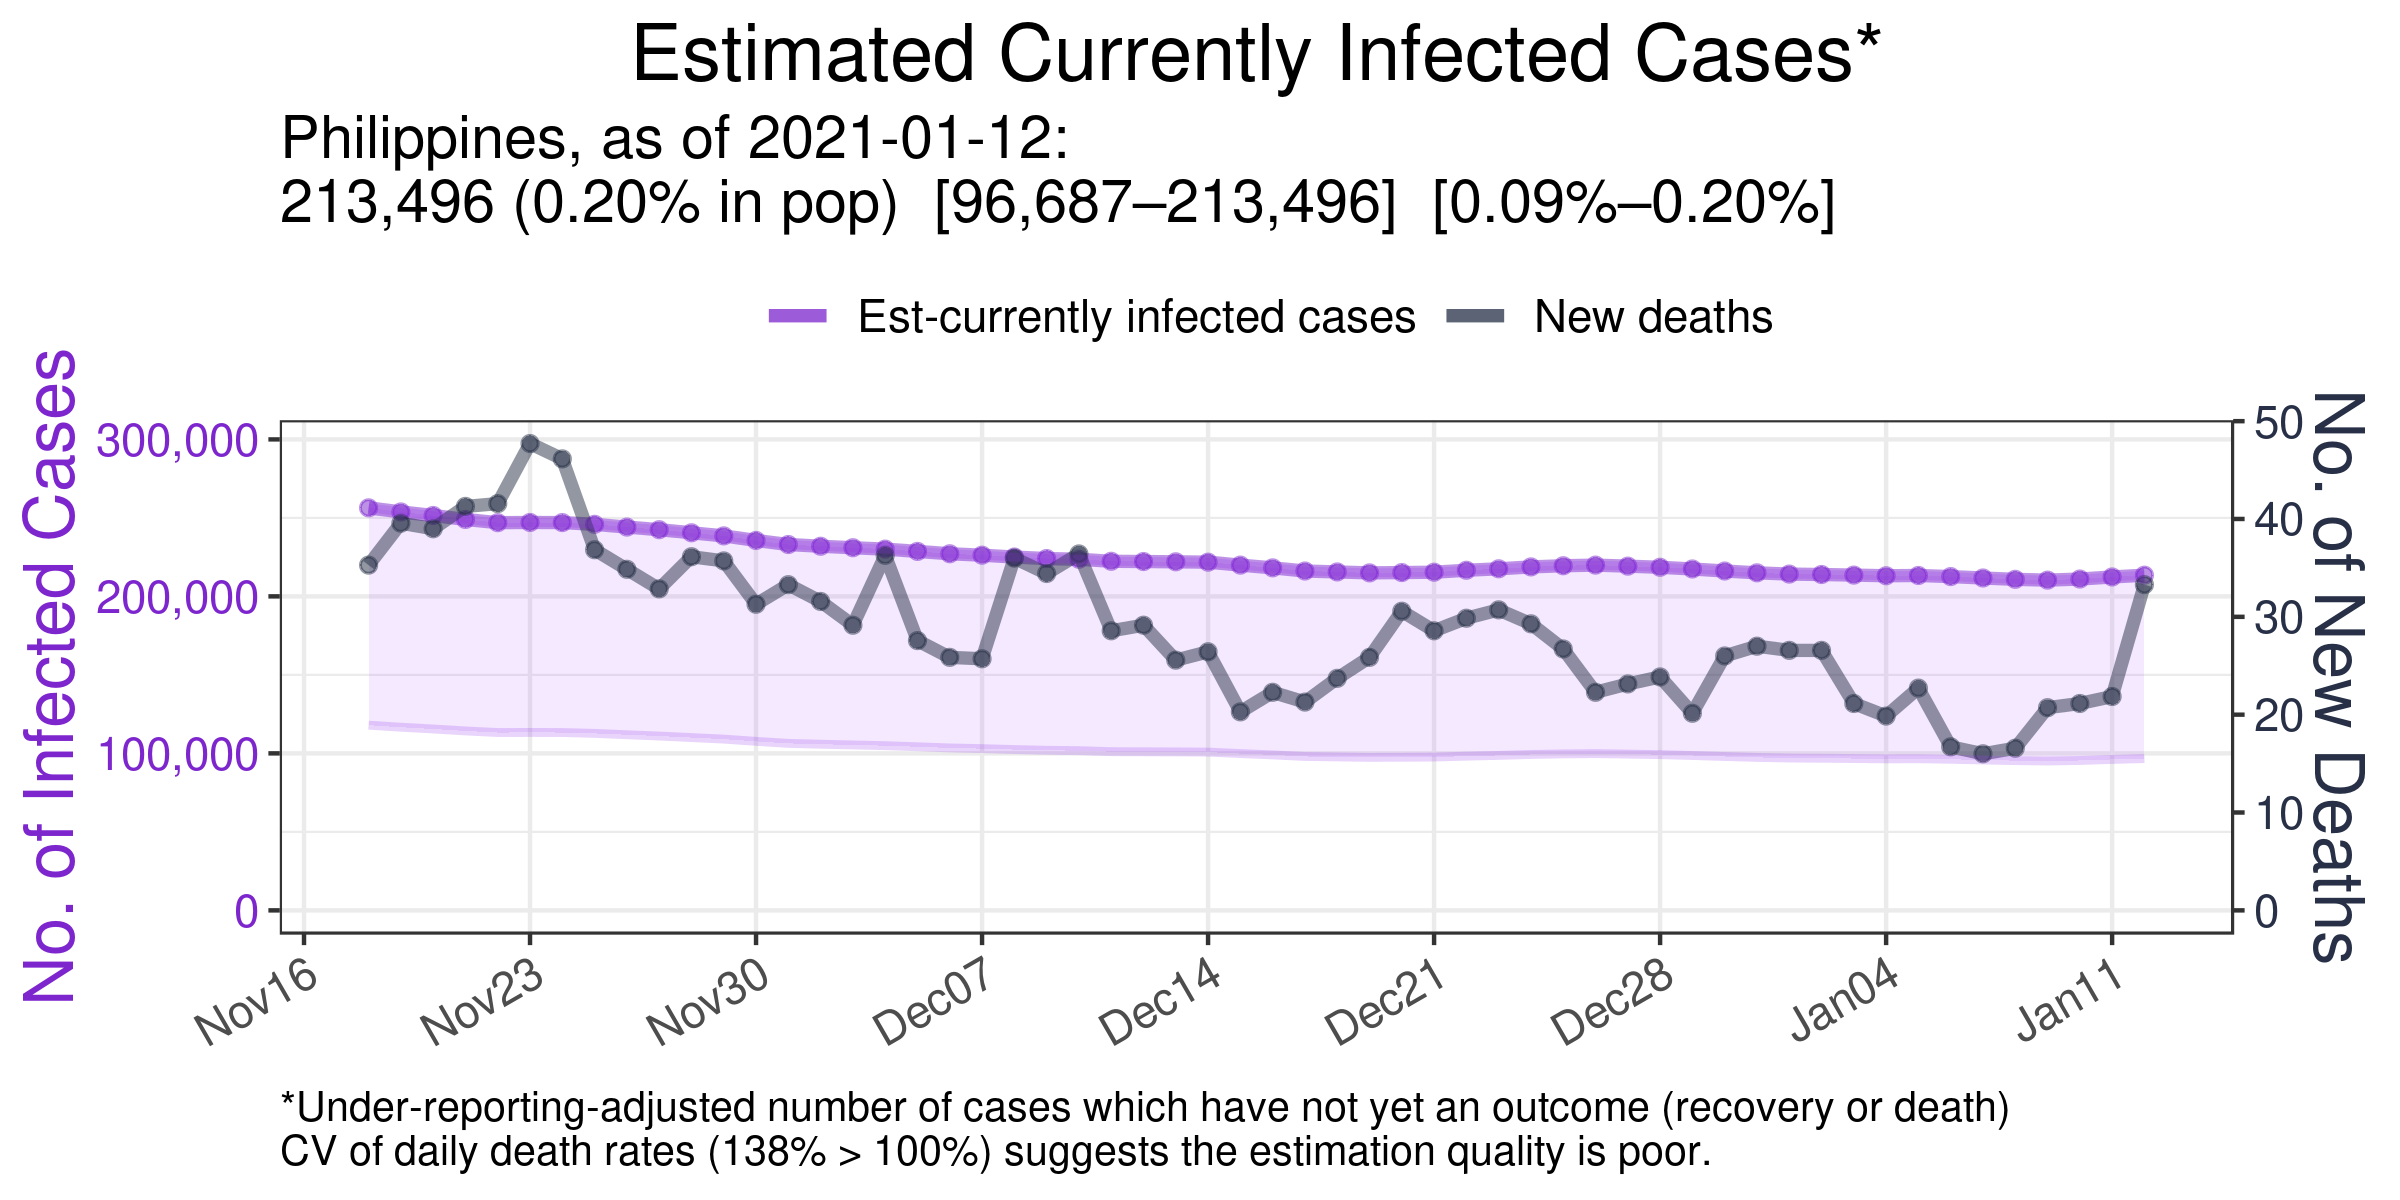 Estimated Currently Infected Cases*
Philippines, as of 2021-01-12:
213,496 (0.20% in pop)  [96,687–213,496]  [0.09%–0.20%]
Est-currently infected cases
New deaths
No. of Infected Cases
300,000
200,000
100,000
0
50
40
30
20
10
0
No. of New Deaths
Nov16
Nov23
Nov30
Dec07
Dec14
Dec21
Dec28
Jan04
Jan11
*Under-reporting-adjusted number of cases which have not yet an outcome (recovery or death)
CV of daily death rates (138% > 100%) suggests the estimation quality is poor.